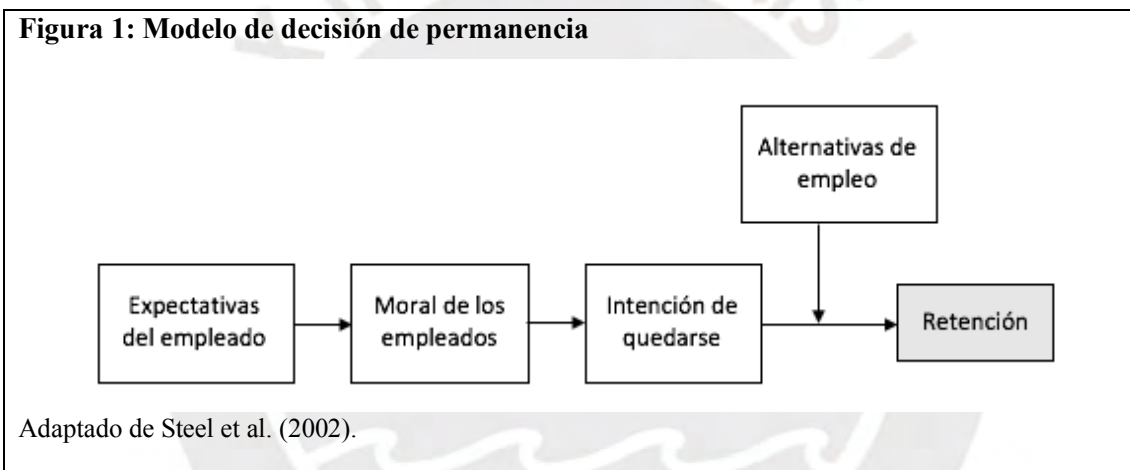 Figura 1: Modelo de decisión de permanencia
Alternativas de
empleo
Expectativas
del empleado
Moral de los
empleados
Intención de
quedarse
Retención
Adaptado de Steel et al. (2002).